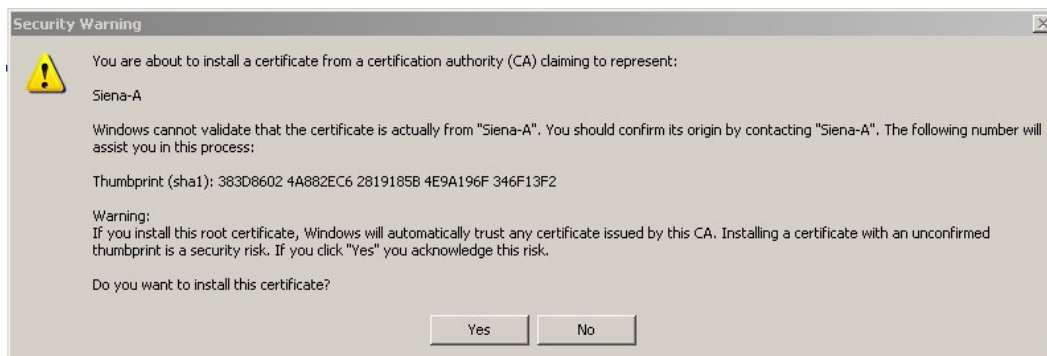 Security Warning
You are about to install a certificate from a certification authority (CA) claiming to represent:
Siena-A
Windows cannot validate that the certificate is actually from "Siena-A". You should confirm its origin by contacting "Siena-A". The following number will
assist you in this process:
Thumbprint (sha1): 383D8602 4A882EC6 2819185B 4E9A196F 346F13F2
Warning:
If you install this root certificate, Windows will automatically trust any certificate issued by this CA. Installing a certificate with an unconfirmed
thumbprint is a security risk. If you click "Yes" you acknowledge this risk.
Do you want to install this certificate?
Yes No